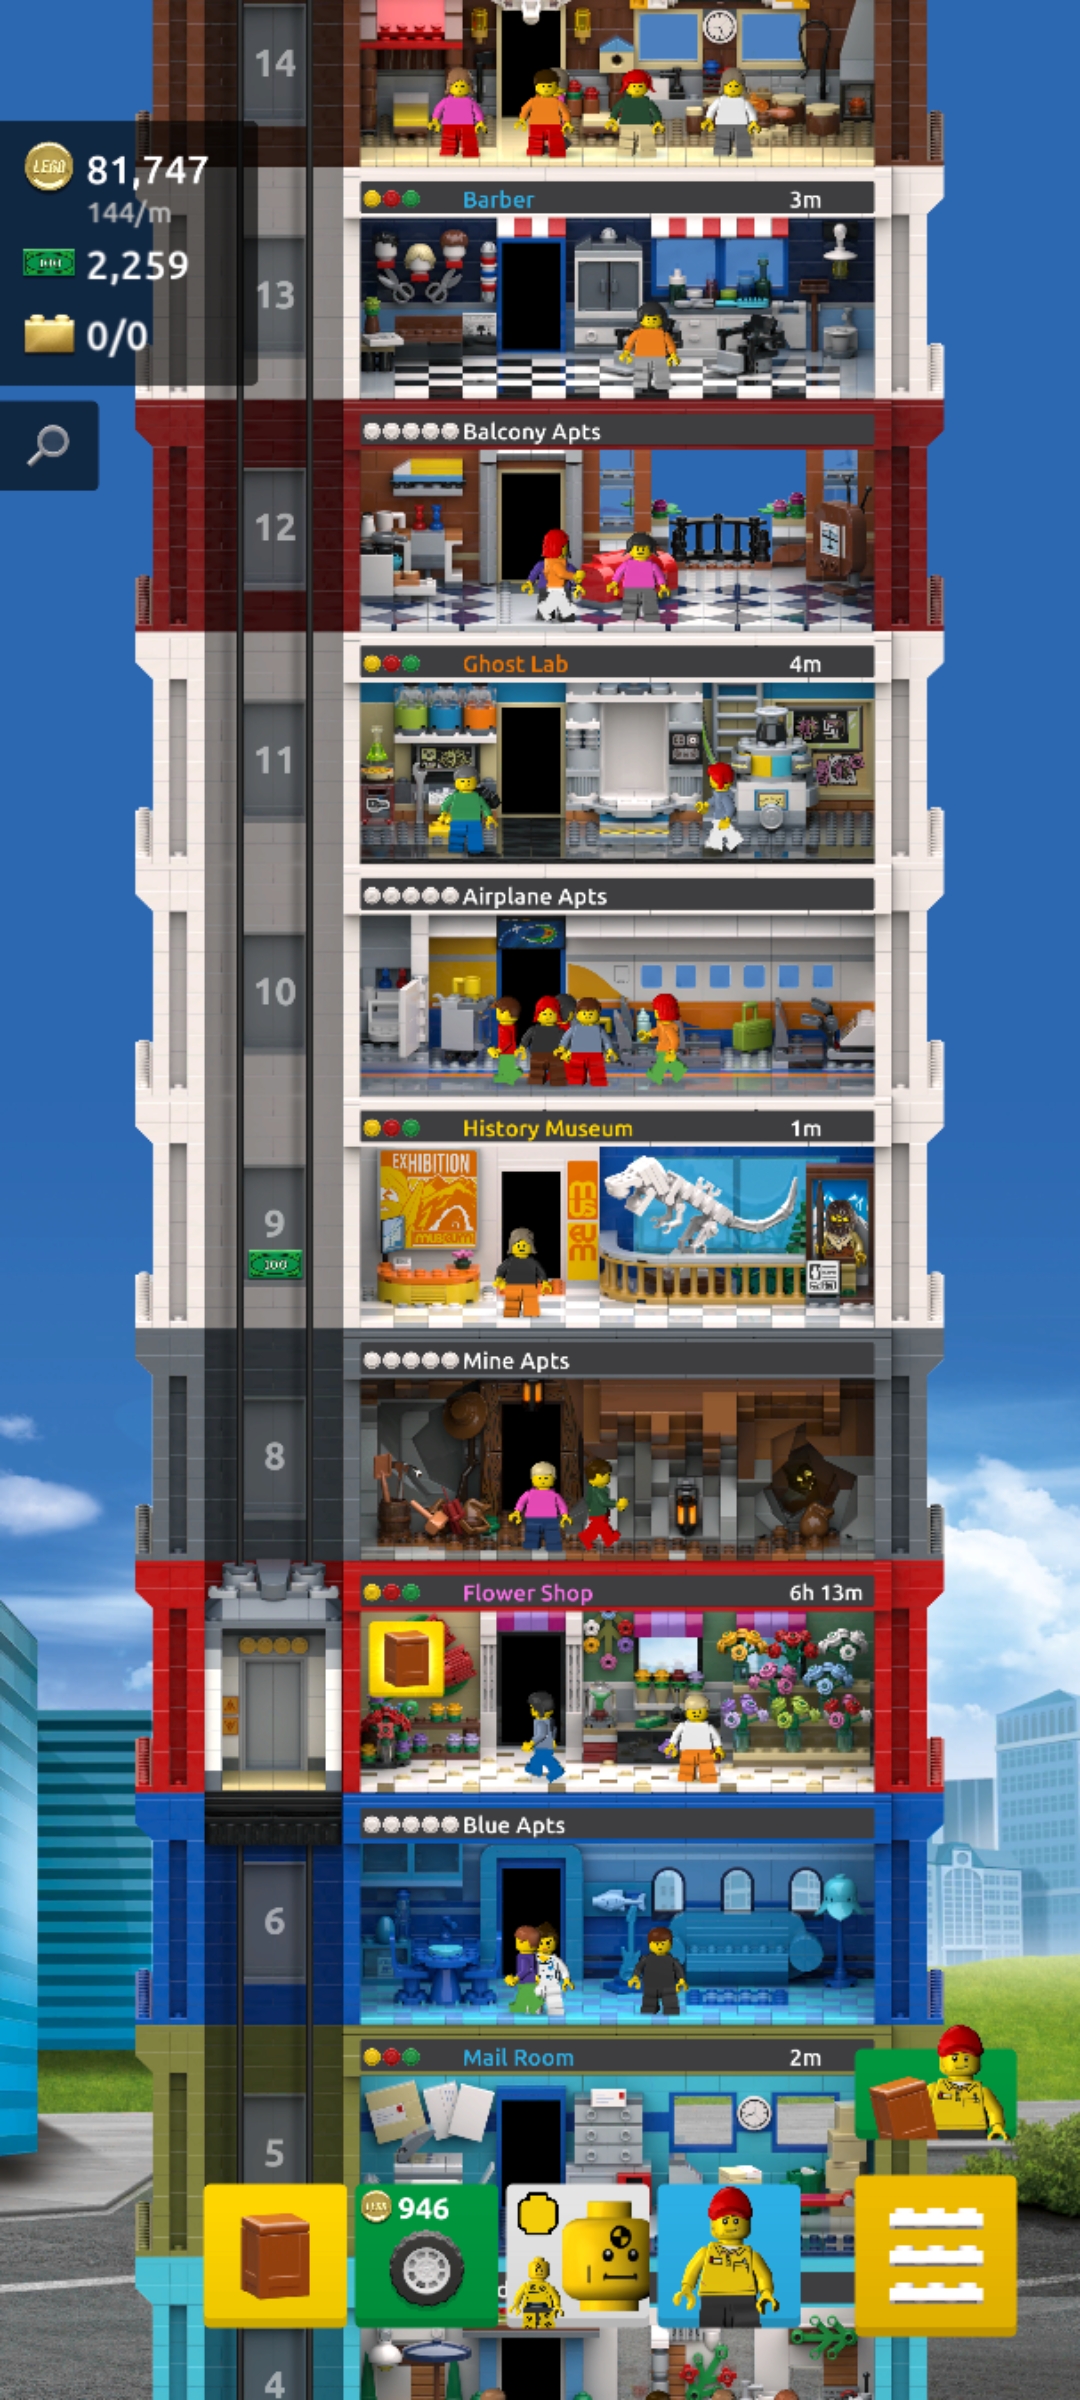 14
LEGO 81,747
144/m
2,259
0/0
Barber 3m
13
Balcony Apts
12
Ghost Lab 4m
11
Airplane Apts
10
History Museum 1m
EXHIBITION
museum
museum
9
100
Mine Apts
8
Flower Shop 6h 13m
Blue Apts
6
Mail Room 2m
5
946
4